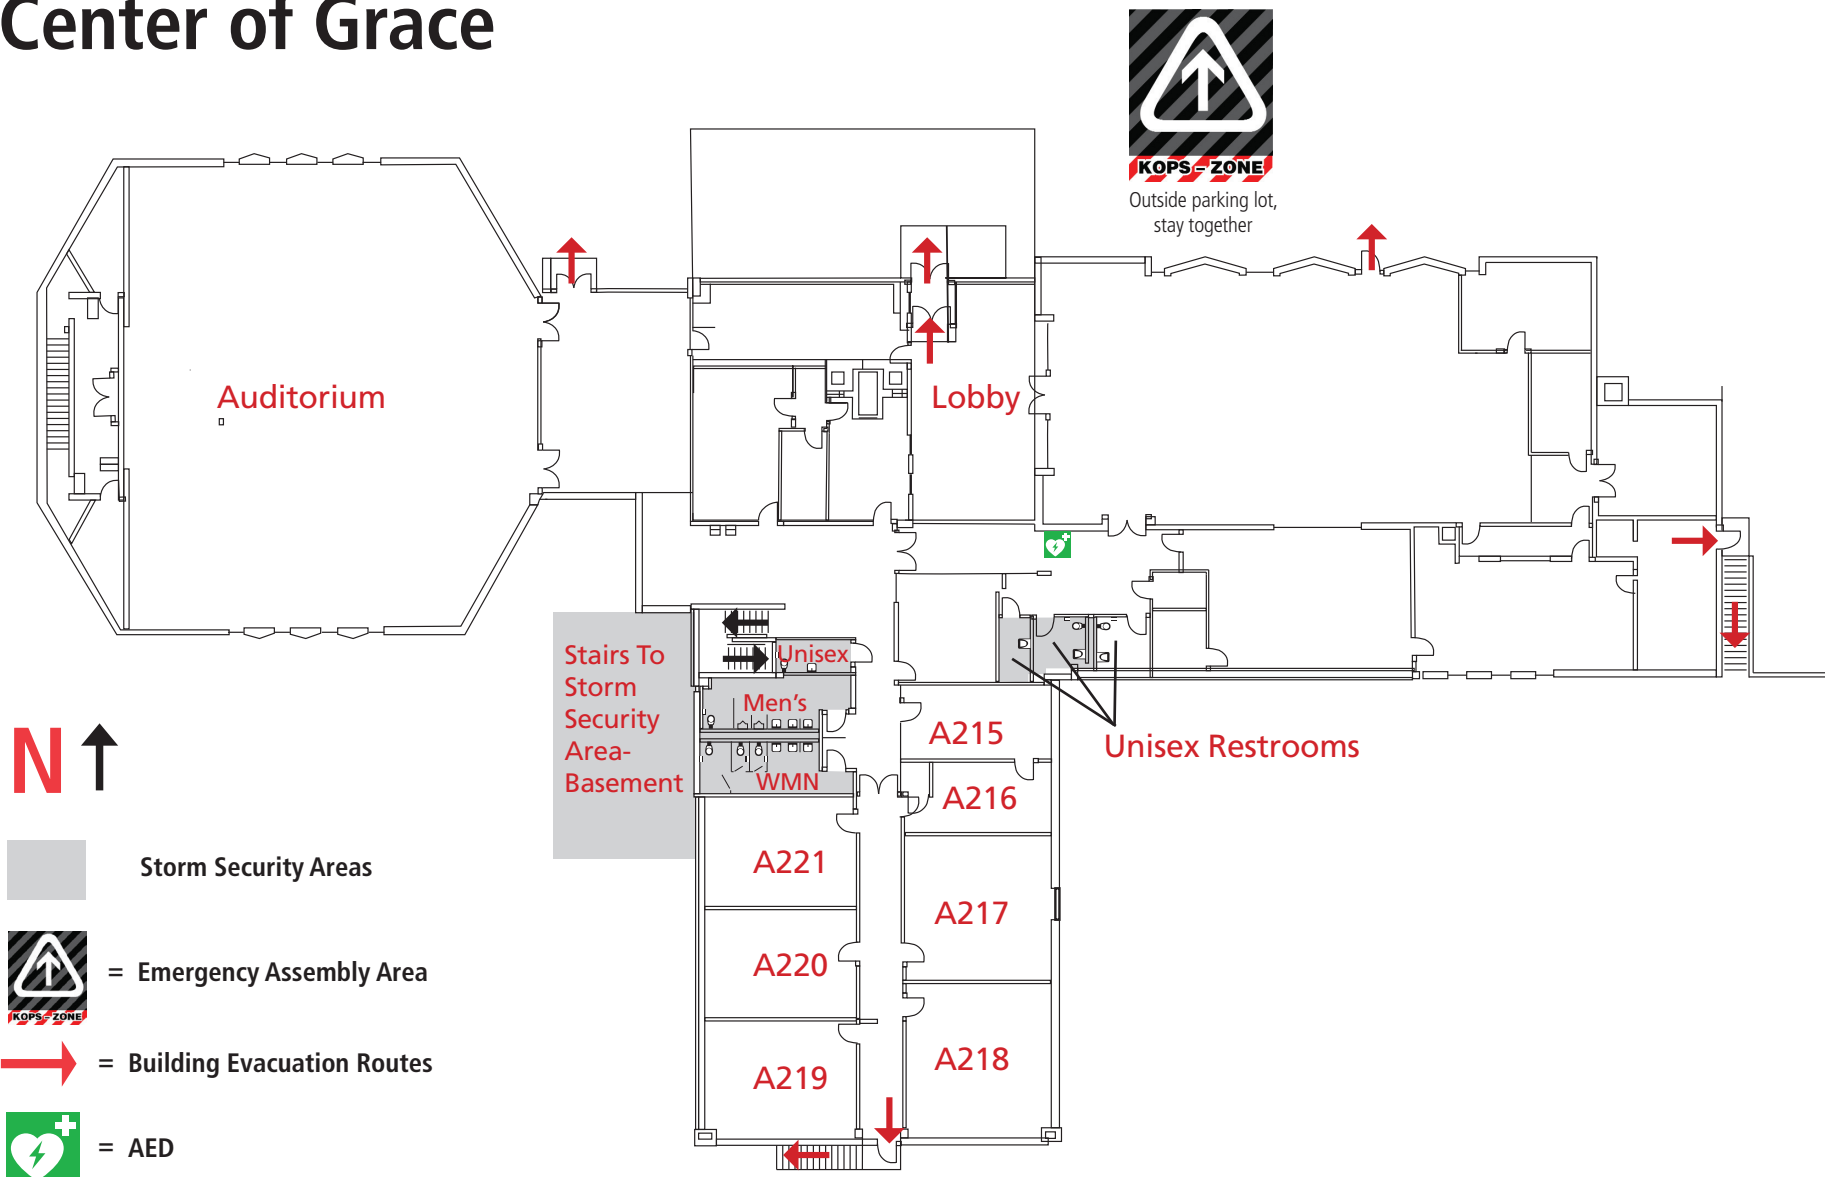 Center of Grace
KOPS – ZONE
Outside parking lot,
stay together
Auditorium
Lobby
Stairs To
Storm
Security
Area-
Basement
Unisex
Men's
WMN
A215
Unisex Restrooms
A216
A221
A217
A220
A218
A219
N
Storm Security Areas
KOPS – ZONE
= Emergency Assembly Area
= Building Evacuation Routes
= AED